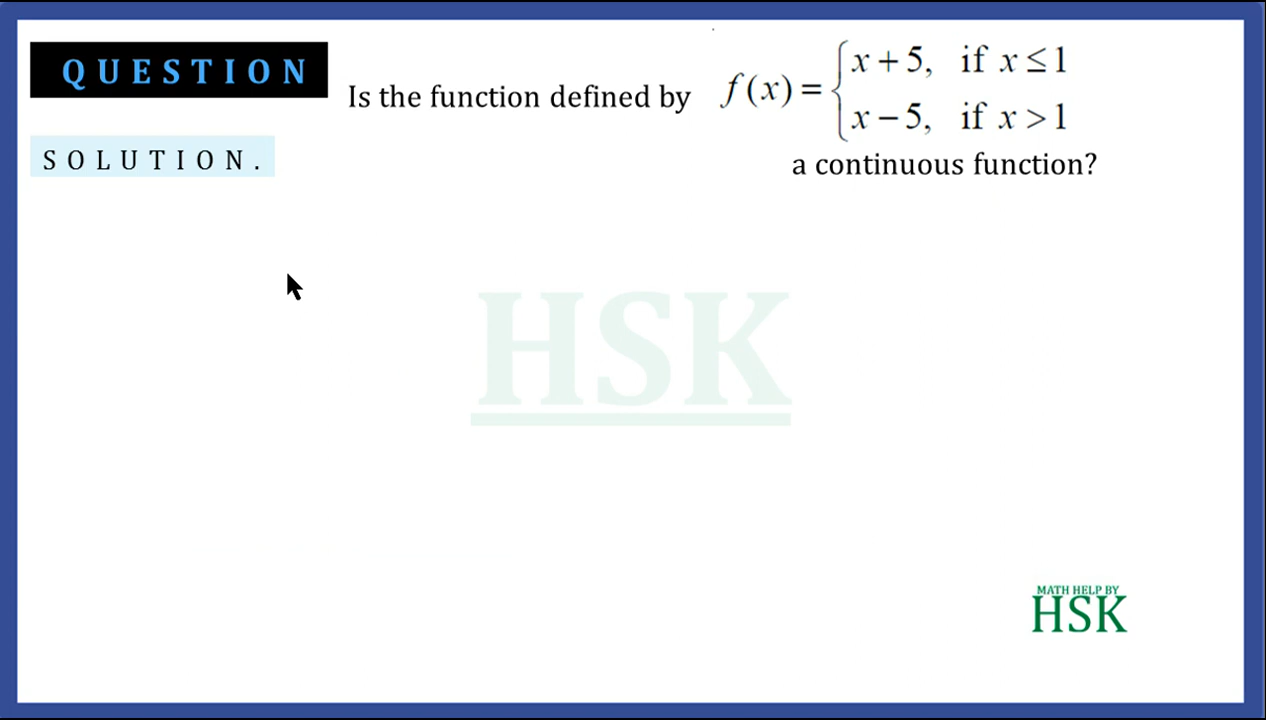 QUESTION
Is the function defined by f(x) = { x + 5, if x ≤ 1
x − 5, if x > 1
a continuous function?
SOLUTION.
HSK
MATH HELP BY
HSK